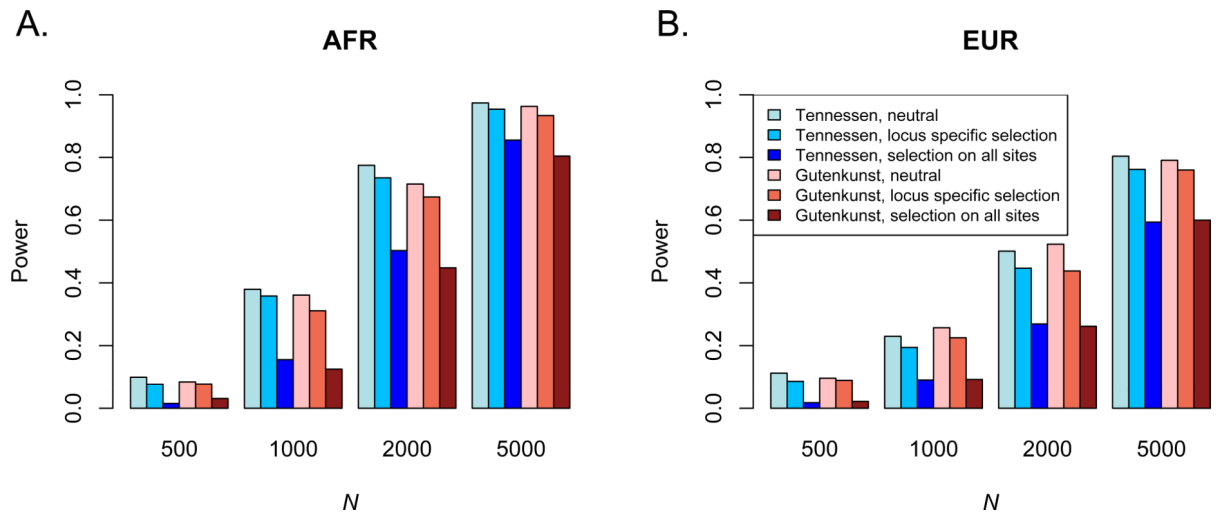 A.
AFR
Power
0.0 0.2 0.4 0.6 0.8 1.0
500 1000 2000 5000
N
B.
EUR
Power
0.0 0.2 0.4 0.6 0.8 1.0
Tennessen, neutral
Tennessen, locus specific selection
Tennessen, selection on all sites
Gutenkunst, neutral
Gutenkunst, locus specific selection
Gutenkunst, selection on all sites
500 1000 2000 5000
N